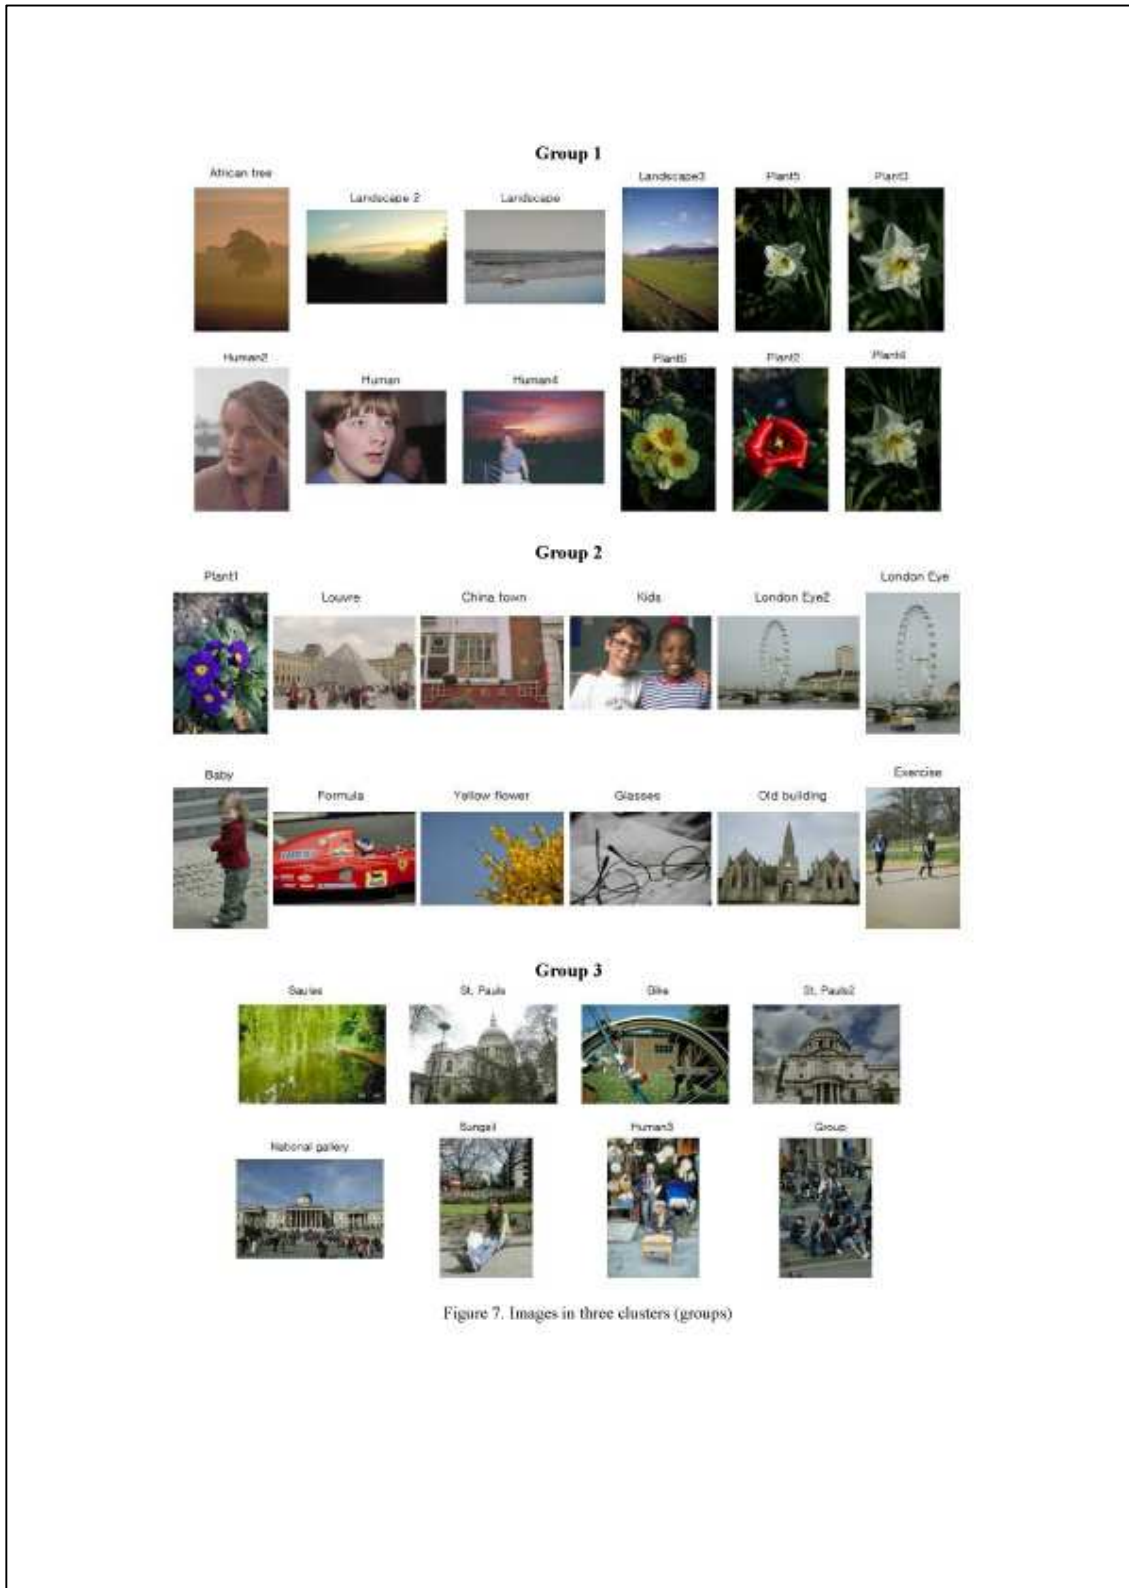 Group 1
African tree
Landscape 2
Landscape
Landscape3
Plant5
Plant3
Human2
Human
Human4
Plant6
Plant2
Plant4
Group 2
Plant1
Louvre
China town
Kids
London Eye2
London Eye
Baby
Formula
Yellow flower
Glasses
Old building
Exercise
Group 3
St. Pauls
Bike
St. Pauls2
National gallery
Human3
Group
Figure 7. Images in three clusters (groups)